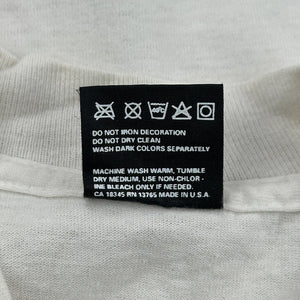 40°C
DO NOT IRON DECORATION
DO NOT DRY CLEAN
WASH DARK COLORS SEPARATELY
MACHINE WASH WARM, TUMBLE
DRY MEDIUM, USE NON-CHLOR-
INE BLEACH ONLY IF NEEDED.
CA 18345 RN 13765 MADE IN U.S.A.